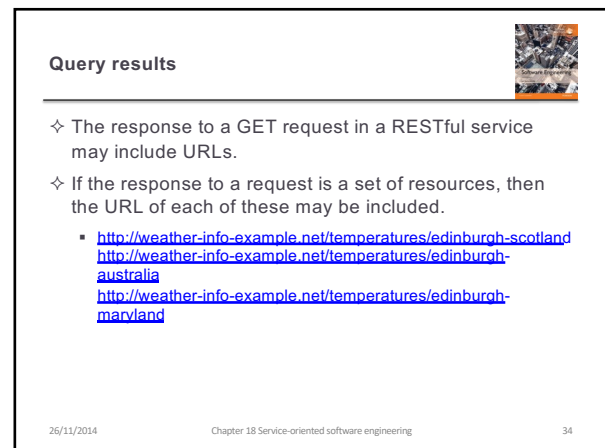 Query results
Software Engineering
✧ The response to a GET request in a RESTful service
may include URLs.
✧ If the response to a request is a set of resources, then
the URL of each of these may be included.
▪ http://weather-info-example.net/temperatures/edinburgh-scotland
http://weather-info-example.net/temperatures/edinburgh-
australia
http://weather-info-example.net/temperatures/edinburgh-
maryland
26/11/2014 Chapter 18 Service-oriented software engineering 34